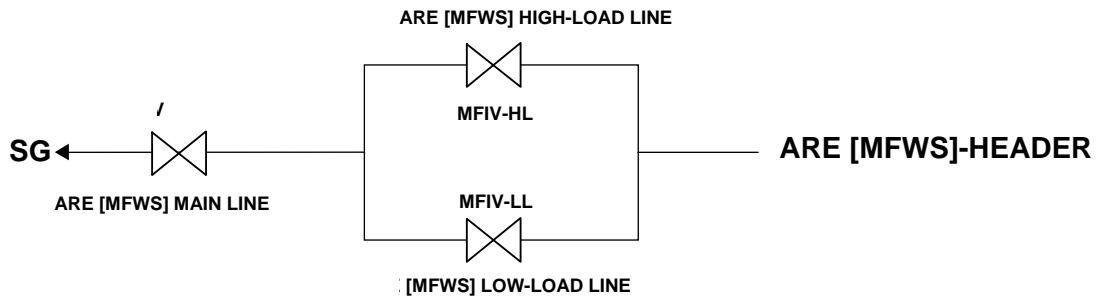 ARE [MFWS] HIGH-LOAD LINE
MFIV-HL
SG
ARE [MFWS]-HEADER
ARE [MFWS] MAIN LINE
MFIV-LL
[MFWS] LOW-LOAD LINE